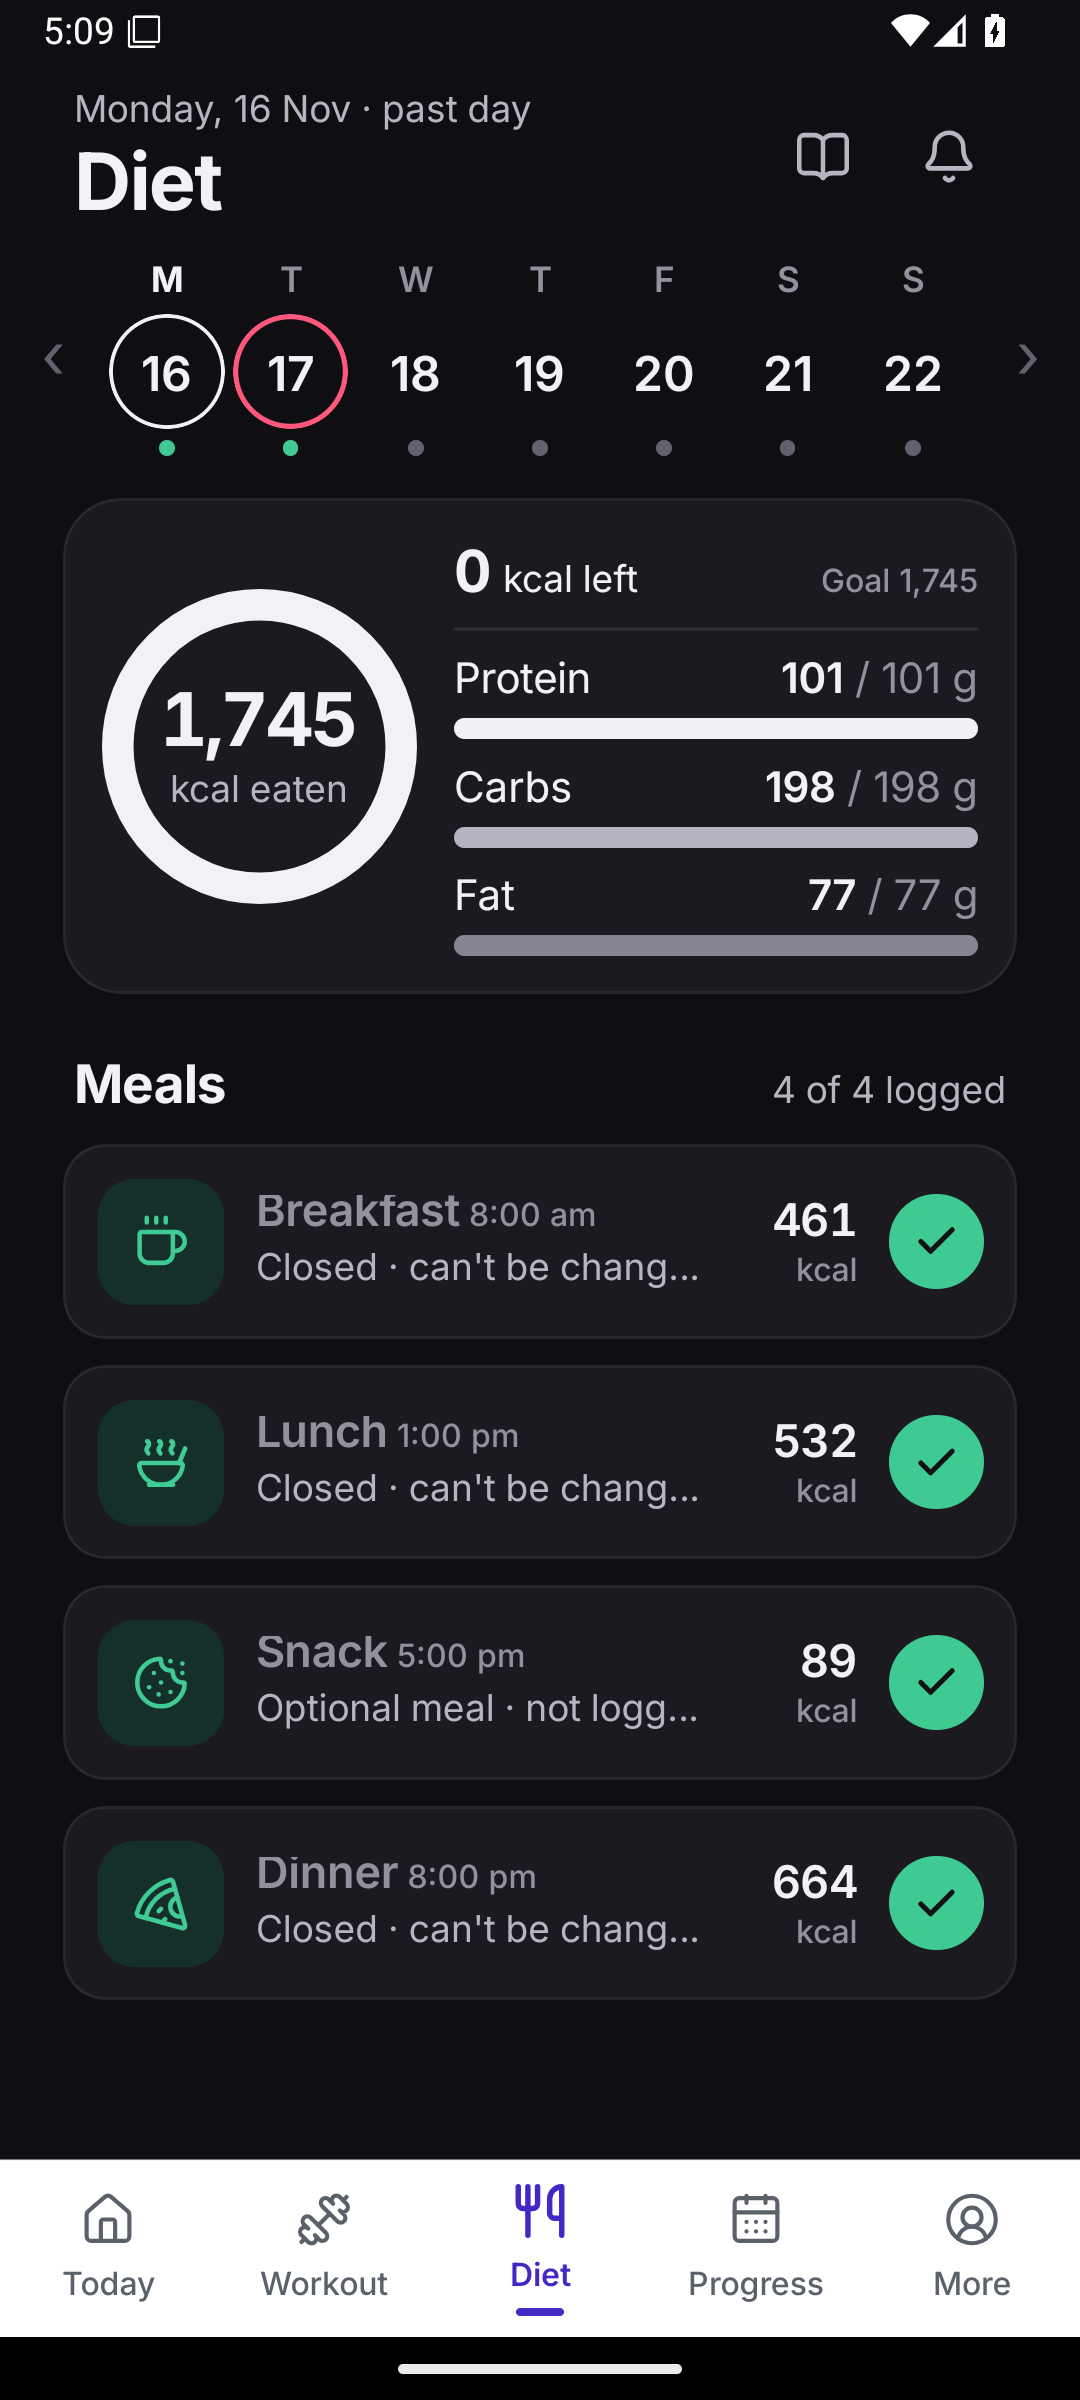 5:09
Monday, 16 Nov · past day
Diet
M T W T F S S
‹ 16 17 18 19 20 21 22 ›
0 kcal left Goal 1,745
1,745
kcal eaten
Protein 101 / 101 g
Carbs 198 / 198 g
Fat 77 / 77 g
Meals 4 of 4 logged
Breakfast 8:00 am 461
Closed · can't be chang... kcal
Lunch 1:00 pm 532
Closed · can't be chang... kcal
Snack 5:00 pm 89
Optional meal · not logg... kcal
Dinner 8:00 pm 664
Closed · can't be chang... kcal
Today Workout Diet Progress More